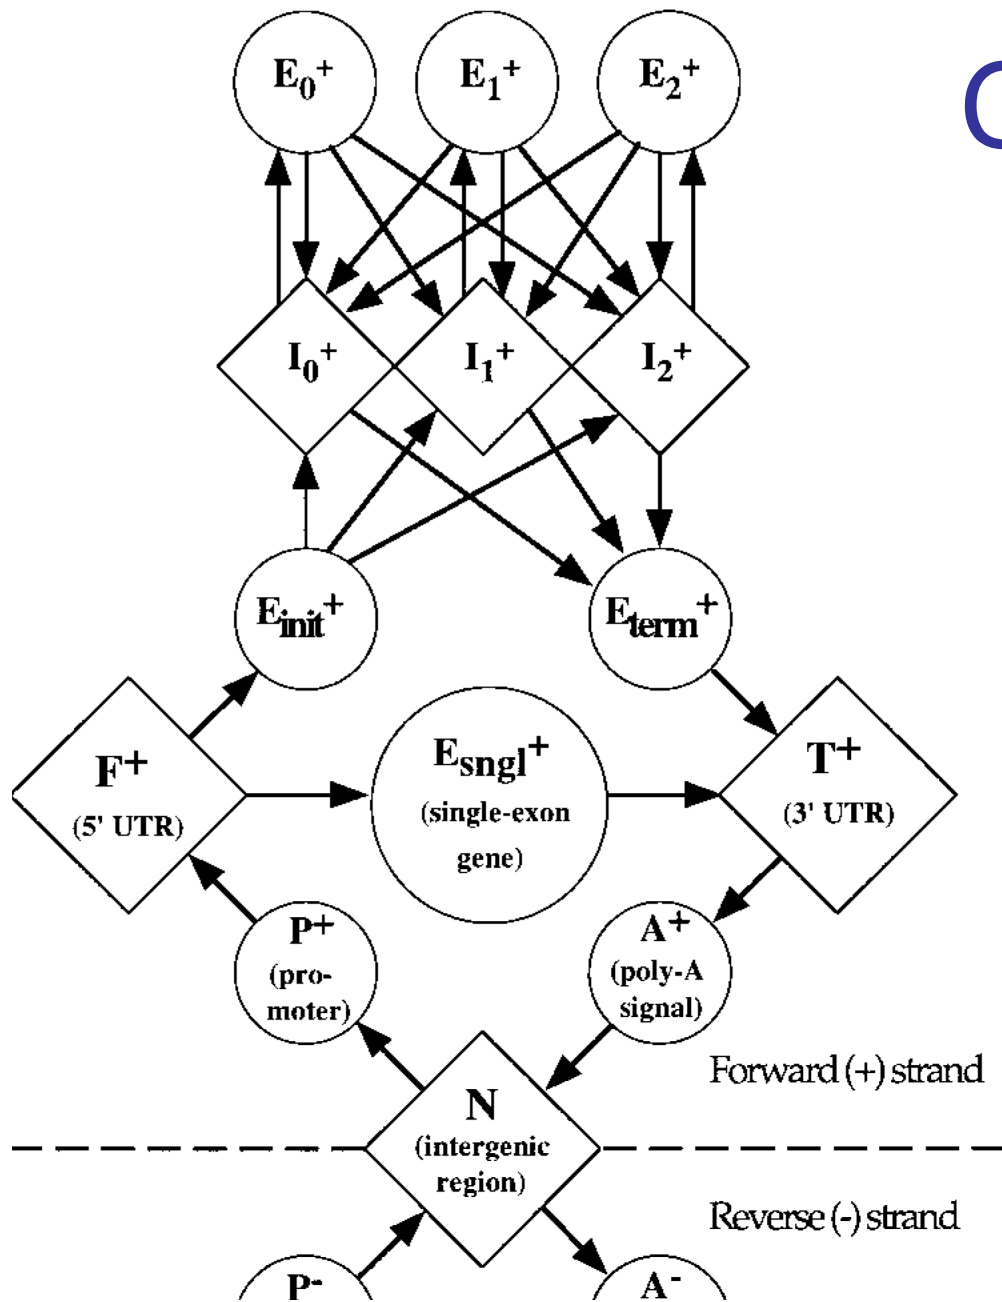 E0+ E1+ E2+
I0+ I1+ I2+
Einit+ Eterm+
F+
(5' UTR)
Esngl+
(single-exon
gene)
T+
(3' UTR)
P+
(pro-
moter)
A+
(poly-A
signal)
Forward (+) strand
N
(intergenic
region)
Reverse (-) strand
P- A-